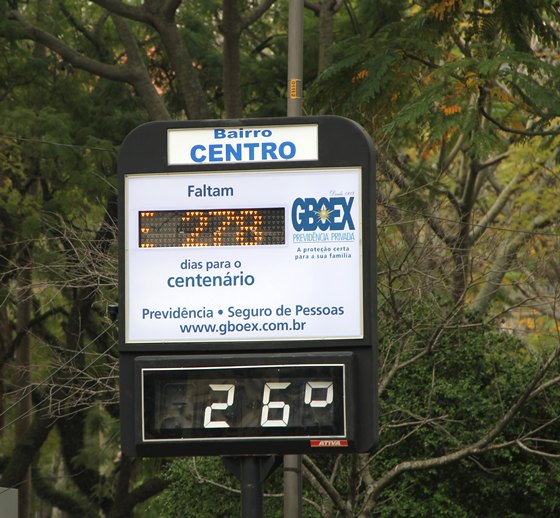 Bairro
CENTRO
Faltam
278
GBOEX
PREVIDÊNCIA PRIVADA
A proteção certa
para a sua família
dias para o
centenário
Previdência • Seguro de Pessoas
www.gboex.com.br
26º
ATIVA